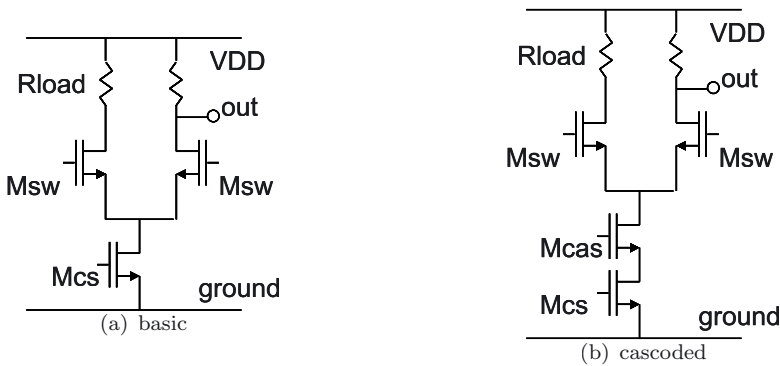 VDD
Rload
out
Msw
Msw
Mcs
ground
(a) basic
VDD
Rload
out
Msw
Msw
Mcas
Mcs
ground
(b) cascoded